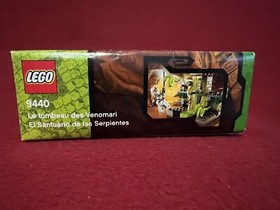 LEGO
9440
Le tombeau des Venomari
El Santuario de las Serpientes